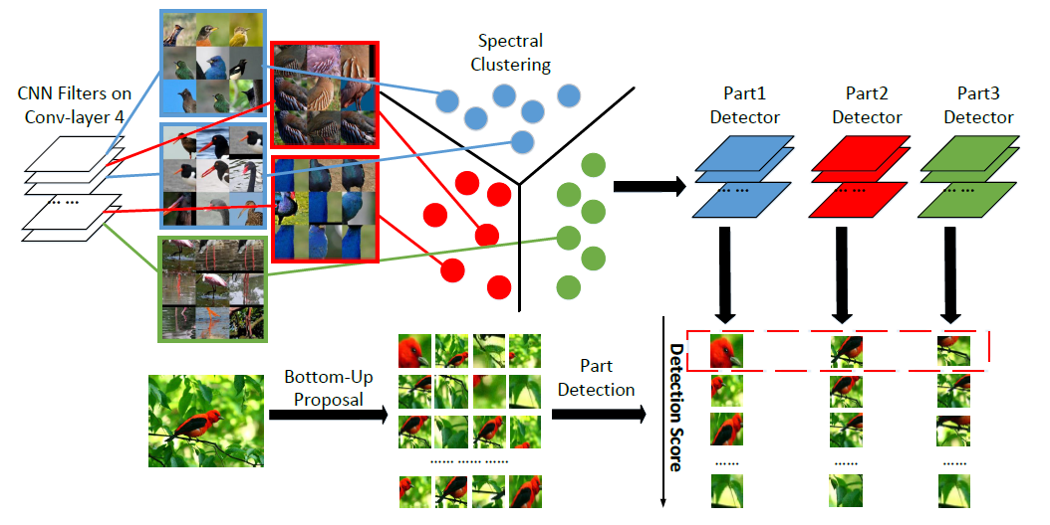 CNN Filters on
Conv-layer 4
... ...
Spectral
Clustering
Part1
Detector
Part2
Detector
Part3
Detector
... ...
... ...
... ...
Bottom-Up
Proposal
Part
Detection
Detection Score
...... ...... ......
......
......
......